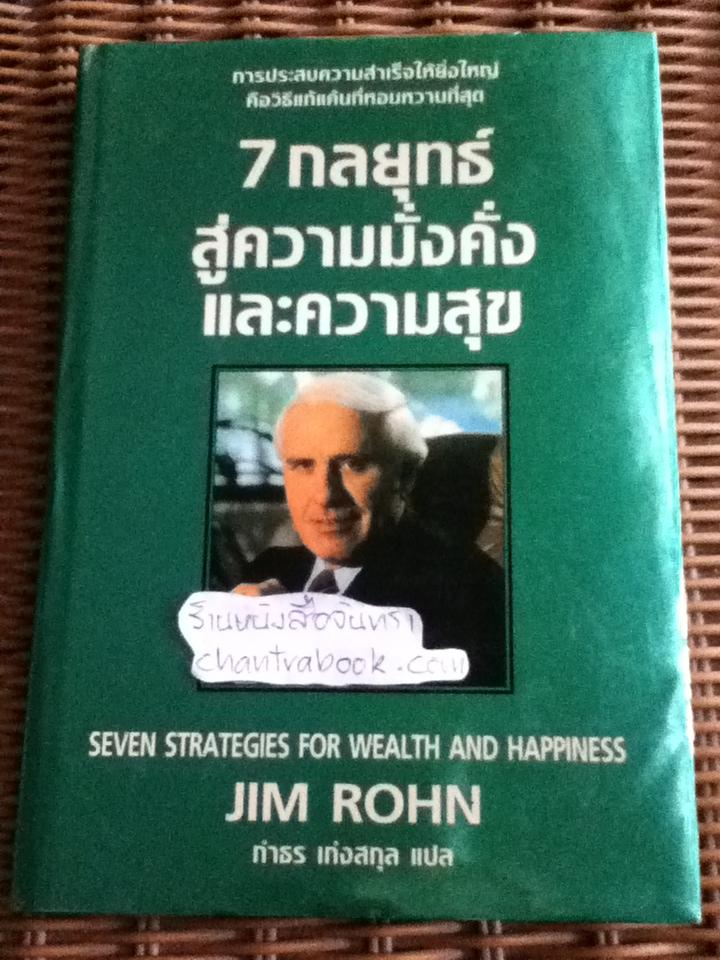 การประสบความสำเร็จให้ยิ่งใหญ่
คือวิธีแก้แค้นที่หอมหวานที่สุด
7 กลยุทธ์
สู่ความมั่งคั่ง
และความสุข
ร้านหนังสือจันทรา
chantrabook.com
SEVEN STRATEGIES FOR WEALTH AND HAPPINESS
JIM ROHN
กำธร เก่งสกุล แปล